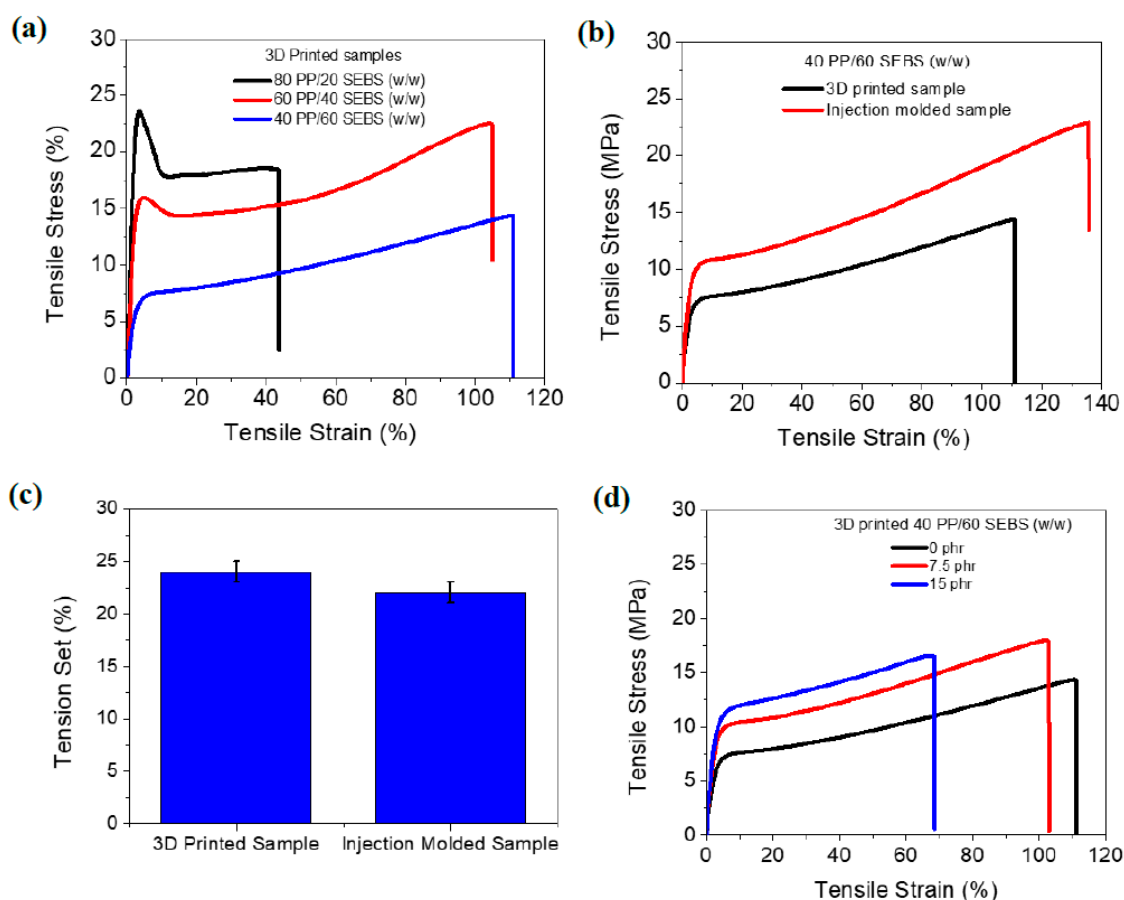 (a)
30
25
20
15
10
5
0
Tensile Stress (%)
3D Printed samples
80 PP/20 SEBS (w/w)
60 PP/40 SEBS (w/w)
40 PP/60 SEBS (w/w)
0 20 40 60 80 100 120
Tensile Strain (%)
(b)
30
25
20
15
10
5
0
Tensile Stress (MPa)
40 PP/60 SEBS (w/w)
3D printed sample
Injection molded sample
0 20 40 60 80 100 120 140
Tensile Strain (%)
(c)
30
25
20
15
10
5
0
Tension Set (%)
3D Printed Sample Injection Molded Sample
(d)
30
25
20
15
10
5
0
Tensile Stress (MPa)
3D printed 40 PP/60 SEBS (w/w)
0 phr
7.5 phr
15 phr
0 20 40 60 80 100 120
Tensile Strain (%)